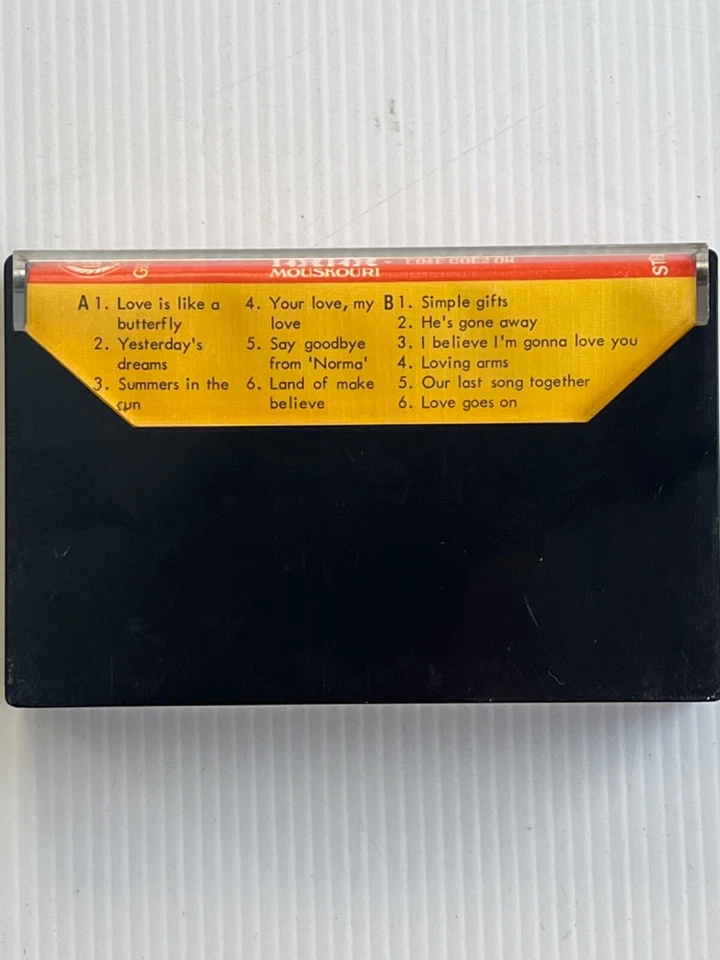 MOUSKOURI
A 1. Love is like a
butterfly
2. Yesterday's
dreams
3. Summers in the
sun
4. Your love, my
love
5. Say goodbye
from 'Norma'
6. Land of make
believe
B 1. Simple gifts
2. He's gone away
3. I believe I'm gonna love you
4. Loving arms
5. Our last song together
6. Love goes on